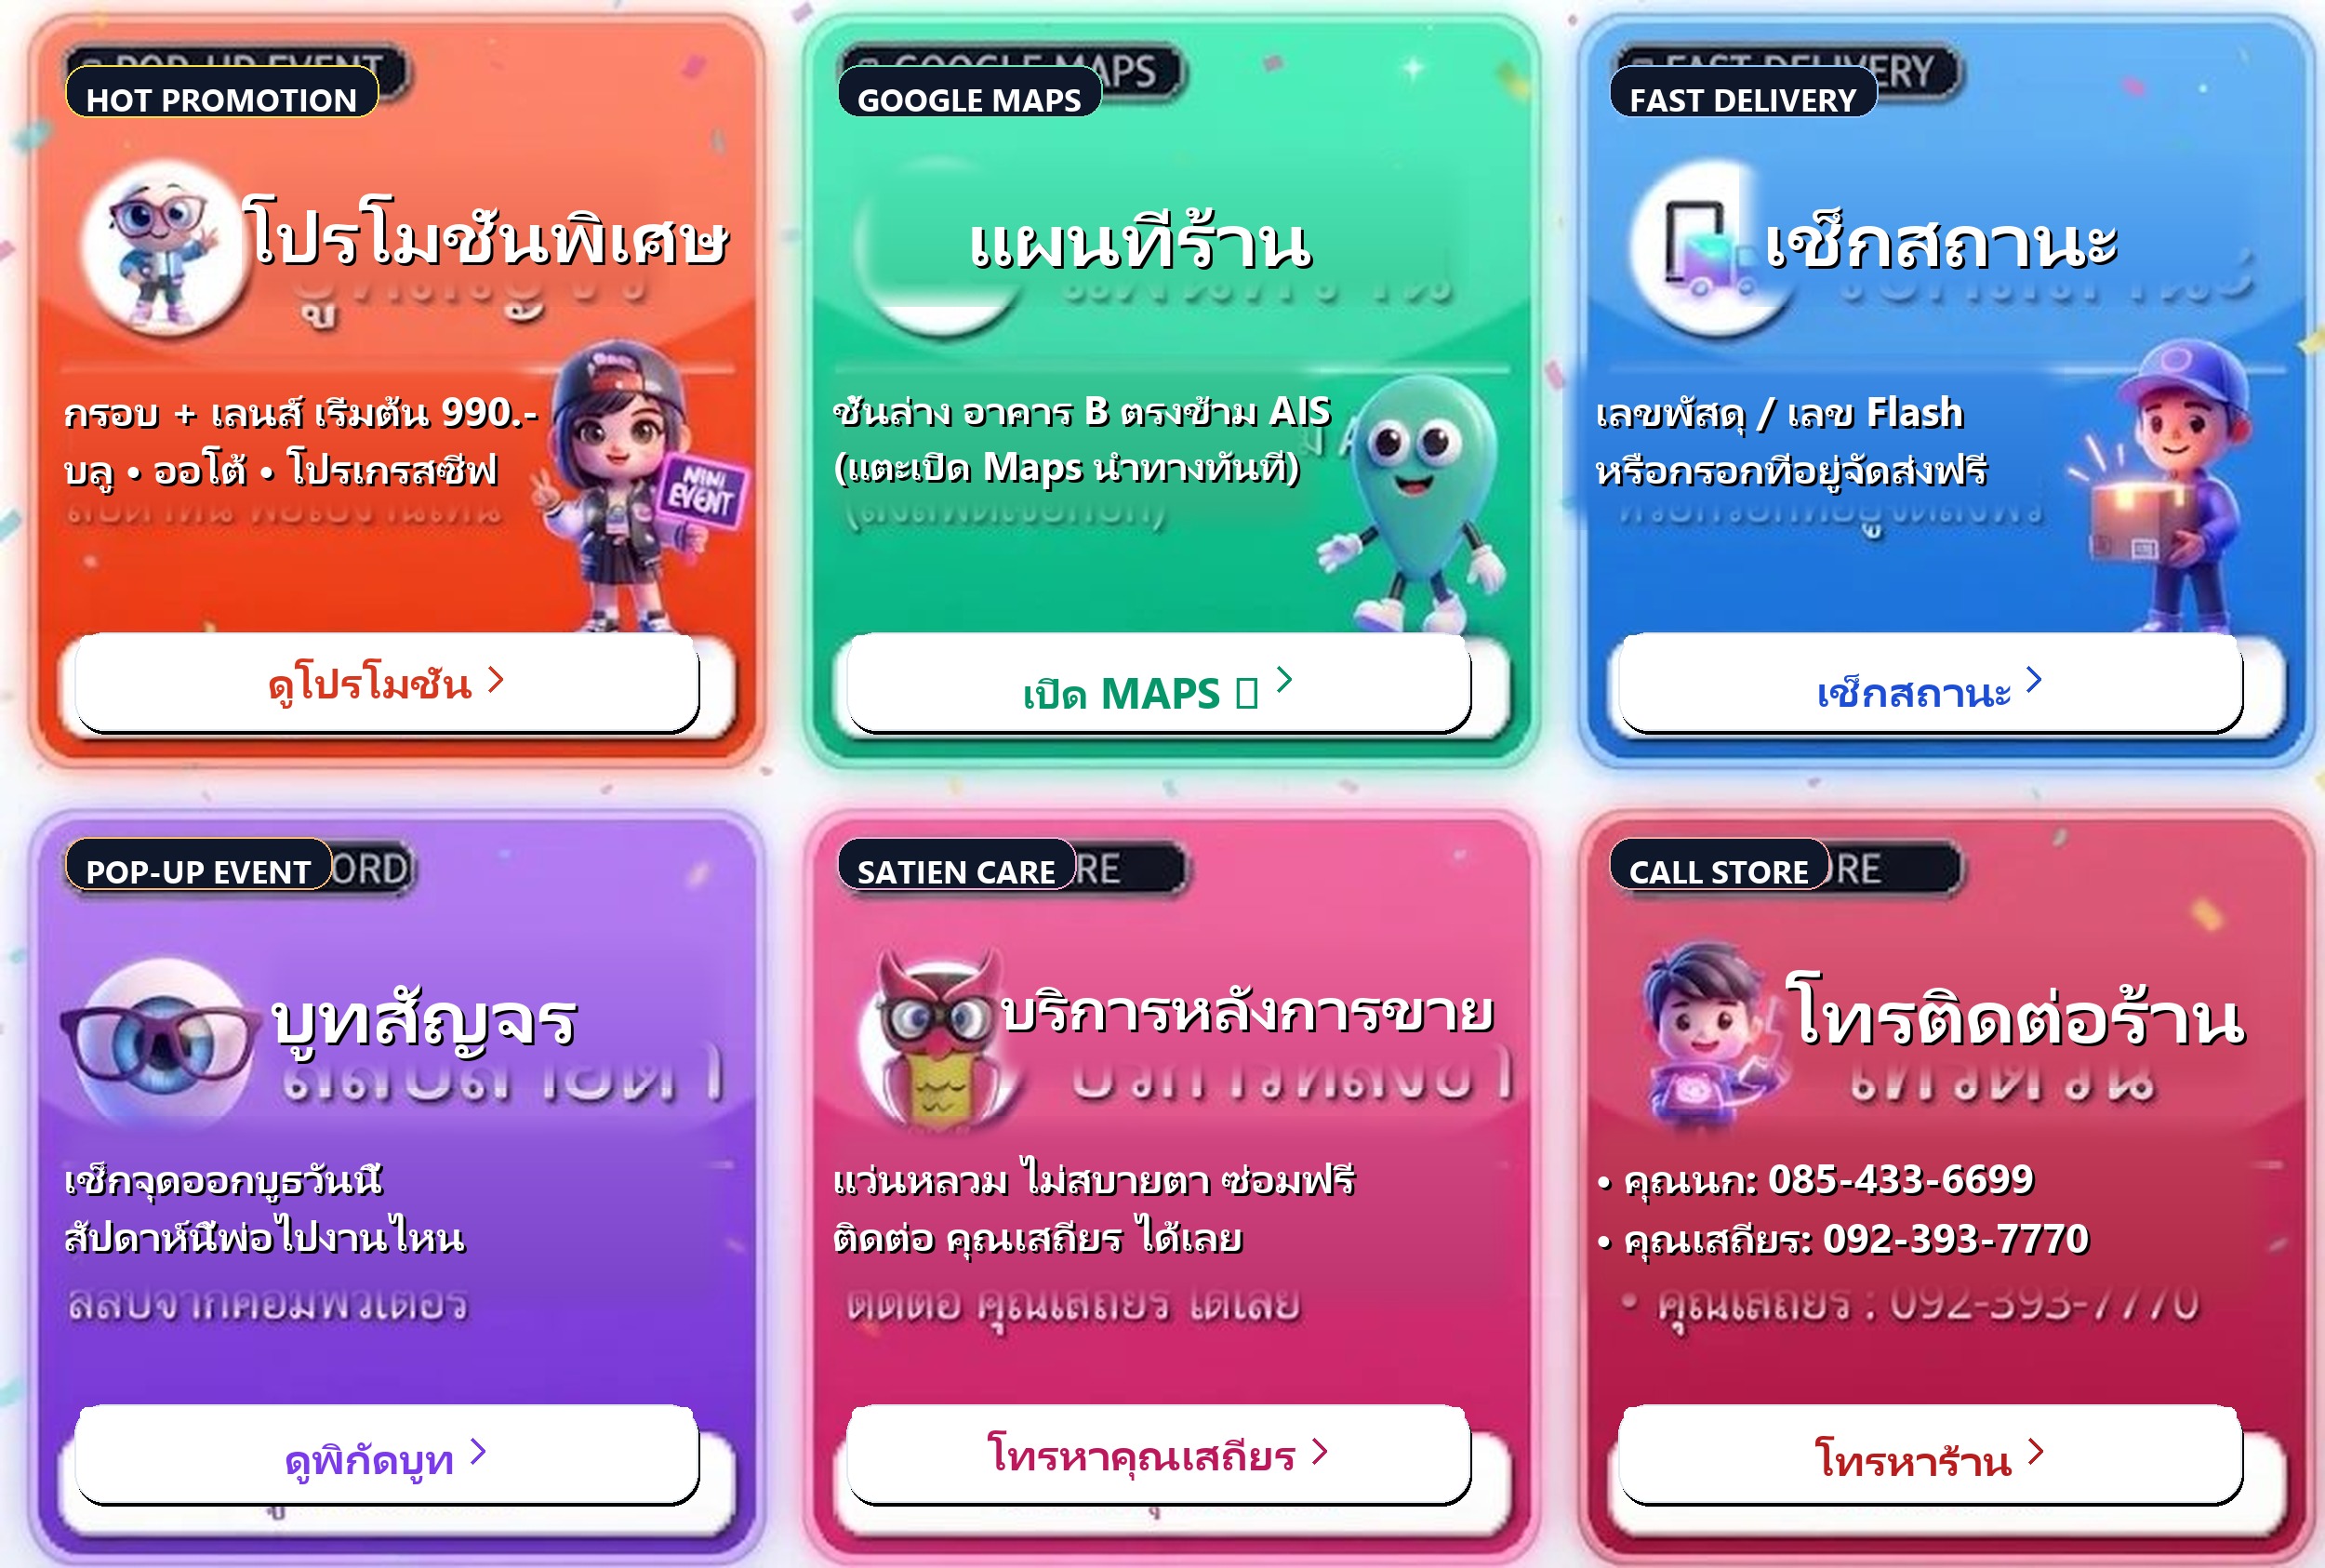 HOT PROMOTION
โปรโมชั่นพิเศษ
กรอบ + เลนส์ เริ่มต้น 990.-
บลู • ออโต้ • โปรเกรสซีฟ
NINI
EVENT
ดูโปรโมชั่น >
GOOGLE MAPS
แผนที่ร้าน
ชั้นล่าง อาคาร B ตรงข้าม AIS
(แตะเปิด Maps นำทางทันที)
เปิด MAPS >
FAST DELIVERY
เช็กสถานะ
เลขพัสดุ / เลข Flash
หรือกรอกที่อยู่จัดส่งฟรี
เช็กสถานะ >
POP-UP EVENT
บูทสัญจร
เช็กจุดออกบูธวันนี้
สัปดาห์นี้พ่อไปงานไหน
ดูพิกัดบูท >
SATIEN CARE
บริการหลังการขาย
แว่นหลวม ไม่สบายตา ซ่อมฟรี
ติดต่อ คุณเสถียร ได้เลย
โทรหาคุณเสถียร >
CALL STORE
โทรติดต่อร้าน
• คุณนก: 085-433-6699
• คุณเสถียร: 092-393-7770
• คุณเสถียร : 092-393-7770
โทรหาร้าน >